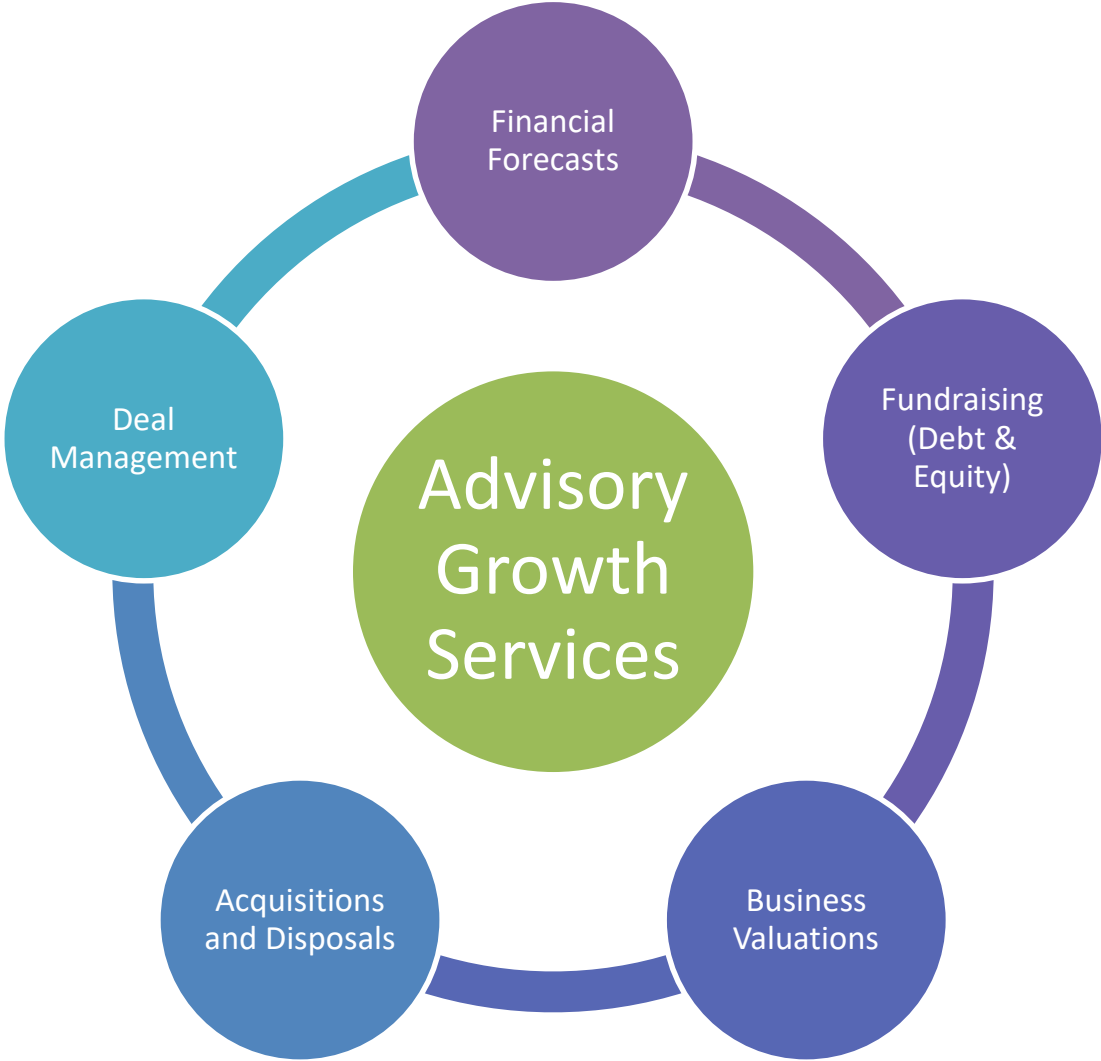 Financial
Forecasts
Fundraising
(Debt &
Equity)
Business
Valuations
Acquisitions
and Disposals
Deal
Management
Advisory
Growth
Services